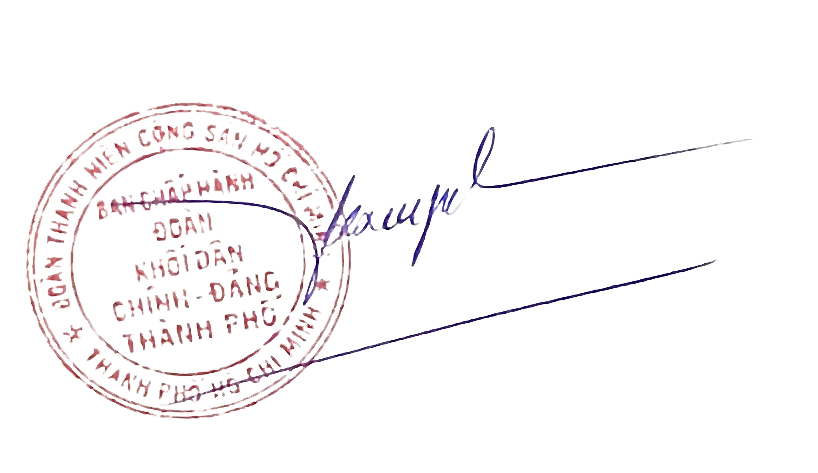 ĐOÀN THANH NIÊN CỘNG SẢN HỒ CHÍ MINH
BAN CHẤP HÀNH
ĐOÀN
KHỐI DÂN
CHÍNH - ĐẢNG
THÀNH PHỐ
THÀNH PHỐ HỒ CHÍ MINH